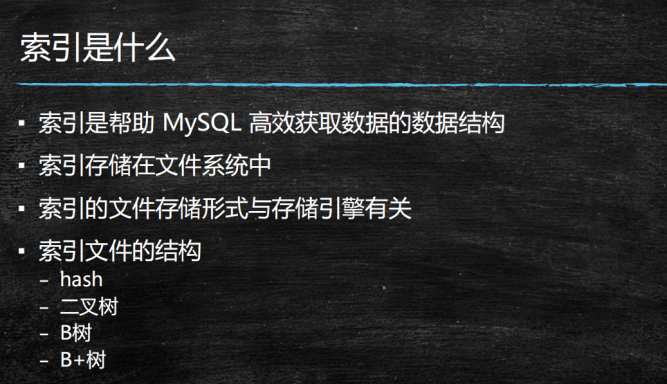 索引是什么
▪ 索引是帮助 MySQL 高效获取数据的数据结构
▪ 索引存储在文件系统中
▪ 索引的文件存储形式与存储引擎有关
▪ 索引文件的结构
– hash
– 二叉树
– B树
– B+树